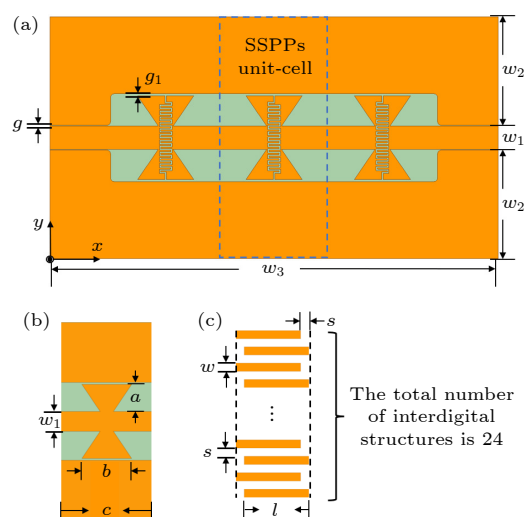 (a)
SSPPs
unit-cell
g₁
w₂
g
w₁
w₂
y
x
w₃
(b)
w₁
a
b
c
(c)
s
w
The total number
of interdigital
structures is 24
s
l